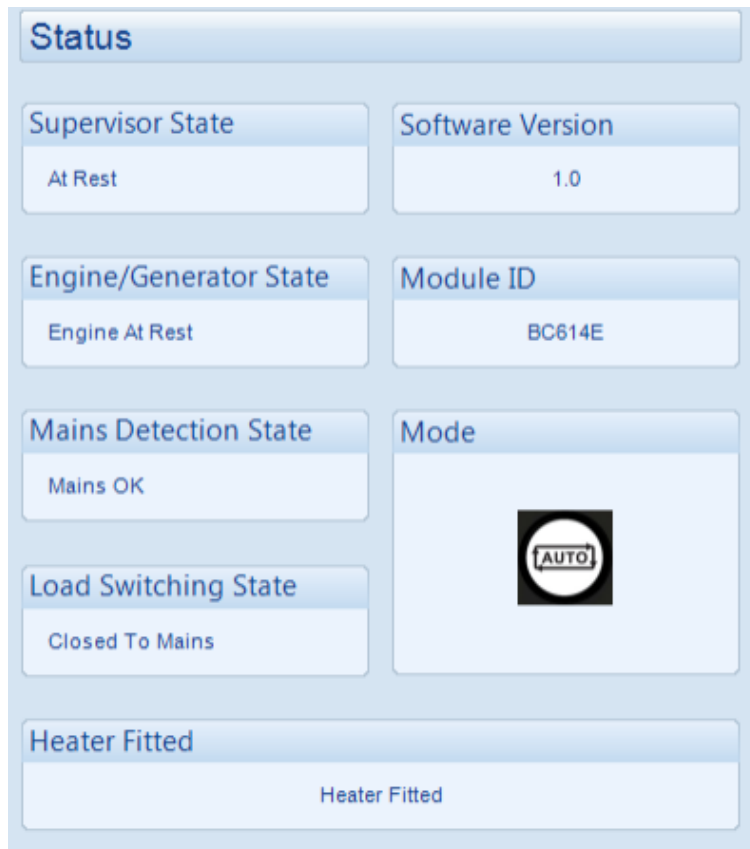 Status
Supervisor State
At Rest
Software Version
1.0
Engine/Generator State
Engine At Rest
Module ID
BC614E
Mains Detection State
Mains OK
Mode
AUTO
Load Switching State
Closed To Mains
Heater Fitted
Heater Fitted